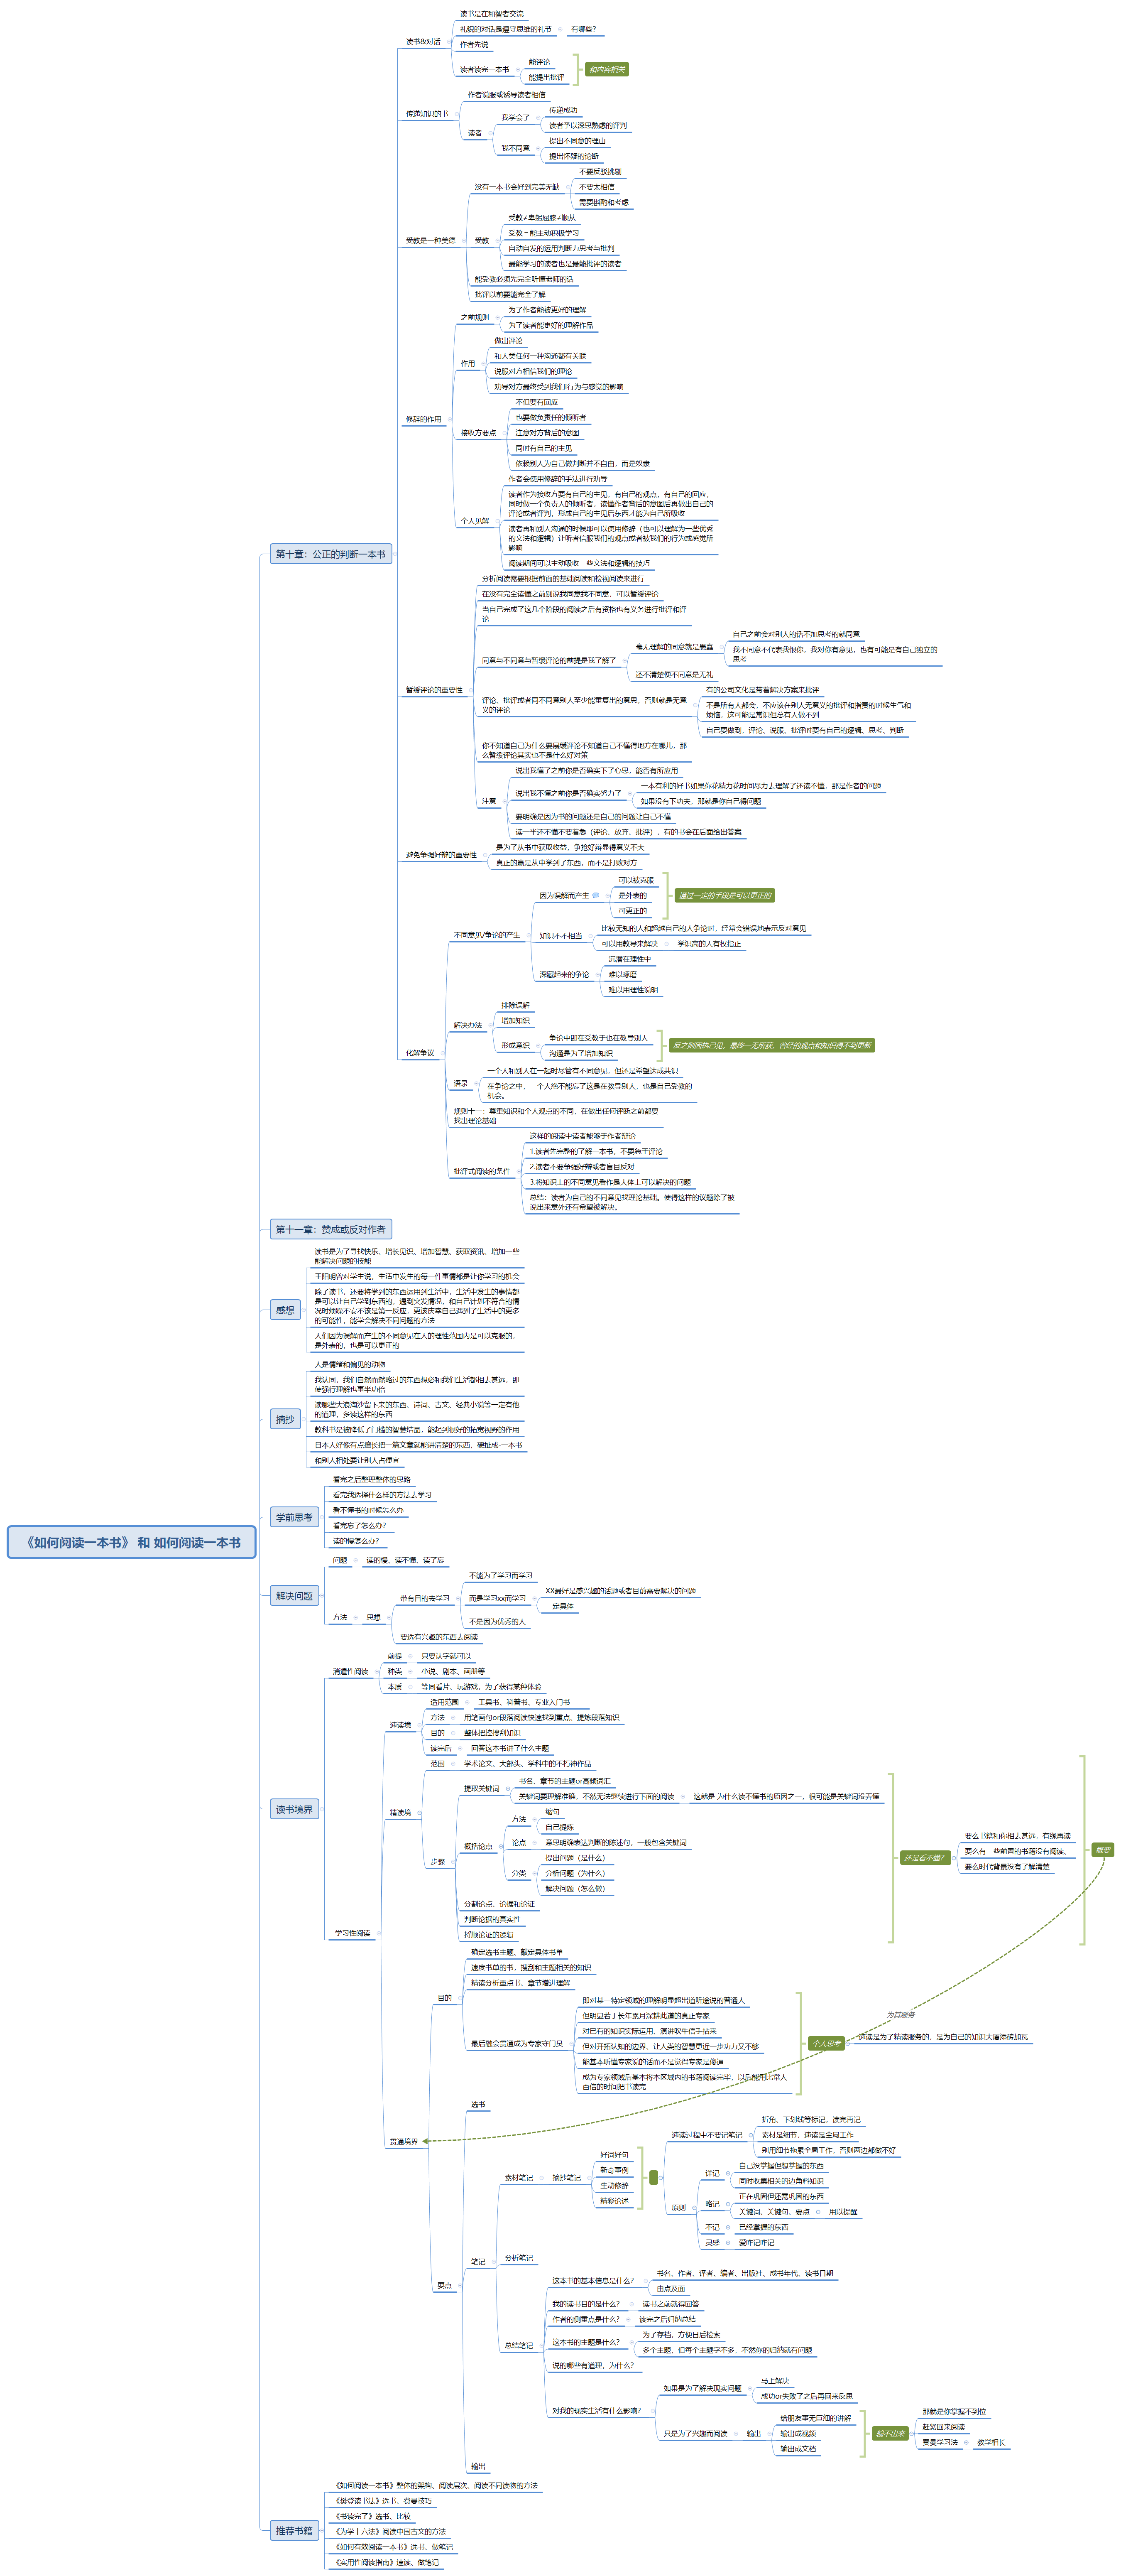 《如何阅读一本书》 和 如何阅读一本书
第十章：公正的判断一本书
读书&对话
读书是在和智者交流
礼貌的对话是遵守思维的礼节
有哪些？
作者先说
读者读完一本书
能评论
能提出批评
和内容相关
传递知识的书
作者说服或诱导读者相信
读者
我学会了
传递成功
读者予以深思熟虑的评判
我不同意
提出不同意的理由
提出怀疑的论断
受教是一种美德
没有一本书会好到完美无缺
不要反驳挑剔
不要太相信
需要斟酌和考虑
受教
受教≠卑躬屈膝≠顺从
受教＝能主动积极学习
自动自发的运用判断力思考与批判
最能学习的读者也是最能批评的读者
能受教必须先完全听懂老师的话
批评以前要能完全了解
修辞的作用
之前规则
为了作者能被更好的理解
为了读者能更好的理解作品
作用
做出评论
和人类任何一种沟通都有关联
说服对方相信我们的理论
劝导对方最终受到我们行为与感觉的影响
接收方要点
不但要有回应
也要做负责任的倾听者
注意对方背后的意图
同时有自己的主见
依赖别人为自己做判断并不自由，而是奴隶
个人见解
作者会使用修辞的手法进行劝导
读者作为接收方要有自己的主见，有自己的观点，有自己的回应，
同时做一个负责人的倾听者，读懂作者背后的意图后再做出自己的
评论或者评判，形成自己的主见后东西才能为自己所吸收
读者再和别人沟通的时候耶可以使用修辞（也可以理解为一些优秀
的文法和逻辑）让听者信服我们的观点或者被我们的行为或感觉所
影响
阅读期间可以主动吸收一些文法和逻辑的技巧
暂缓评论的重要性
分析阅读需要根据前面的基础阅读和检视阅读来进行
在没有完全读懂之前别说我同意我不同意，可以暂缓评论
当自己完成了这几个阶段的阅读之后有资格也有义务进行批评和评
论
同意与不同意与暂缓评论的前提是我了解了
毫无理解的同意就是愚蠢
自己之前会对别人的话不加思考的就同意
我不同意不代表我恨你，我对你有意见，也有可能是有自己独立的
思考
还不清楚便不同意是无礼
评论、批评或者同不同意别人至少能重复出的意思，否则就是无意
义的评论
有的公司文化是带着解决方案来批评
不是所有人都会，不应该在别人无意义的批评和指责的时候生气和
烦恼，这可能是常识但总有人做不到
自己要做到，评论、说服、批评时要有自己的逻辑、思考、判断
你不知道自己为什么要暂缓评论不知道自己不懂得地方在哪儿，那
么暂缓评论其实也不是什么好对策
注意
说出我懂了之前你是否确实下了心思，能否有所应用
说出我不懂之前你是否确实努力了
一本有利的好书如果你花精力花时间尽力去理解了还读不懂，那是作者的问题
如果没有下功夫，那就是你自己得问题
要明确是因为书的问题还是自己的问题让自己不懂
读一半还不懂不要着急（评论、放弃、批评），有的书会在后面给出答案
避免争强好辩的重要性
是为了从书中获取收益，争抢好辩显得意义不大
真正的赢是从中学到了东西，而不是打败对方
化解争议
不同意见/争论的产生
因为误解而产生
可以被克服
是外表的
可更正的
通过一定的手段是可以更正的
知识不不相当
比较无知的人和超越自己的人争论时，经常会错误地表示反对意见
可以用教导来解决
学识高的人有权指正
深藏起来的争论
沉潜在理性中
难以琢磨
难以用理性说明
解决办法
排除误解
增加知识
形成意识
争论中即在受教于也在教导别人
沟通是为了增加知识
反之则固执己见，最终一无所获，曾经的观点和知识得不到更新
语录
一个人和别人在一起时尽管有不同意见，但还是希望达成共识
在争论之中，一个人绝不能忘了这是在教导别人，也是自己受教的
机会。
规则十一：尊重知识和个人观点的不同，在做出任何评断之前都要
找出理论基础
批评式阅读的条件
这样的阅读中读者能够于作者辩论
1.读者先完整的了解一本书，不要急于评论
2.读者不要争强好辩或者盲目反对
3.将知识上的不同意见看作是大体上可以解决的问题
总结：读者为自己的不同意见找理论基础。使得这样的议题除了被
说出来意外还有希望被解决。
第十一章：赞成或反对作者
感想
读书是为了寻找快乐、增长见识、增加智慧、获取资讯、增加一些
能解决问题的技能
王阳明曾对学生说，生活中发生的每一件事情都是让你学习的机会
除了读书，还要将学到的东西运用到生活中，生活中发生的事情都
是可以让自己学到东西的，遇到突发情况，和自己计划不符合的情
况时烦躁不安不该是第一反应，更该庆幸自己遇到了生活中的更多
的可能性，能学会解决不同问题的方法
人们因为误解而产生的不同意见在人的理性范围内是可以克服的，
是外表的，也是可以更正的
摘抄
人是情绪和偏见的动物
我认同，我们自然而然略过的东西想必和我们生活都相去甚远，即
使强行理解也事半功倍
读哪些大浪淘沙留下来的东西、诗词、古文、经典小说等一定有他
的道理，多读这样的东西
教科书是被降低了门槛的智慧结晶，能起到很好的拓宽视野的作用
日本人好像有点擅长把一篇文章就能讲清楚的东西，硬扯成一本书
和别人相处要让别人占便宜
学前思考
看完之后整理整体的思路
看完我选择什么样的方法去学习
看不懂书的时候怎么办
看完忘了怎么办？
读的慢怎么办？
解决问题
问题
读的慢、读不懂、读了忘
方法
思想
带有目的去学习
不能为了学习而学习
而是学习xx而学习
XX最好是感兴趣的话题或者目前需要解决的问题
一定具体
不是因为优秀的人
要选有兴趣的东西去阅读
读书境界
消遣性阅读
前提
只要认字就可以
种类
小说、剧本、画册等
本质
等同看片、玩游戏，为了获得某种体验
学习性阅读
速读境
适用范围
工具书、科普书、专业入门书
方法
用笔画句or段落阅读快速找到重点、提炼段落知识
目的
整体把控搜刮知识
读完后
回答这本书讲了什么主题
精读境
范围
学术论文、大部头、学科中的不朽神作品
步骤
提取关键词
书名、章节的主题or高频词汇
关键词要理解准确，不然无法继续进行下面的阅读
这就是 为什么读不懂书的原因之一，很可能是关键词没弄懂
概括论点
方法
缩句
自己提炼
论点
意思明确表达判断的陈述句，一般包含关键词
分类
提出问题（是什么）
分析问题（为什么）
解决问题（怎么做）
分割论点、论据和论证
判断论据的真实性
捋顺论证的逻辑
还是看不懂？
要么书籍和你相去甚远，有缘再读
要么有一些前置的书籍没有阅读。
要么时代背景没有了解清楚
概要
为其服务
贯通境界
目的
确定选书主题、敲定具体书单
速度书单的书，搜刮和主题相关的知识
精读分析重点书、章节增进理解
最后融会贯通成为专家守门员
即对某一特定领域的理解明显超出道听途说的普通人
但明显若于长年累月深耕此道的真正专家
对已有的知识实际运用，演讲吹牛信手拈来
但对开拓认知的边界、让人类的智慧更近一步功力又不够
能基本听懂专家说的话而不是觉得专家是傻逼
成为专家领域后基本将本区域内的书籍阅读完毕，以后能用比常人
百倍的时间把书读完
个人思考
速读是为了精读服务的，是为自己的知识大厦添砖加瓦
要点
选书
笔记
素材笔记
摘抄笔记
好词好句
新奇事例
生动修辞
精彩论述
速读过程中不要记笔记
折角、下划线等标记，读完再记
素材是细节，速读是全局工作
别用细节拖累全局工作，否则两边都做不好
原则
详记
自己没掌握但想掌握的东西
同时收集相关的边角料知识
略记
正在巩固但还需巩固的东西
关键词、关键句、要点
用以提醒
不记
已经掌握的东西
灵感
爱咋记咋记
分析笔记
总结笔记
这本书的基本信息是什么？
书名、作者、译者、编者、出版社、成书年代、读书日期
由点及面
我的读书目的是什么？
读书之前就得回答
作者的侧重点是什么？
读完之后归纳总结
这本书的主题是什么？
为了存档，方便日后检索
多个主题，但每个主题字不多，不然你的归纳就有问题
说的哪些有道理，为什么？
对我的现实生活有什么影响？
如果是为了解决现实问题
马上解决
成功or失败了之后再回来反思
只是为了兴趣而阅读
输出
给朋友事无巨细的讲解
输出成视频
输出成文档
输不出来
那就是你掌握不到位
赶紧回来阅读
费曼学习法
教学相长
输出
推荐书籍
《如何阅读一本书》整体的架构、阅读层次、阅读不同读物的方法
《樊登读书法》选书、费曼技巧
《书读完了》选书、比较
《为学十六法》阅读中国古文的方法
《如何有效阅读一本书》选书、做笔记
《实用性阅读指南》速读、做笔记